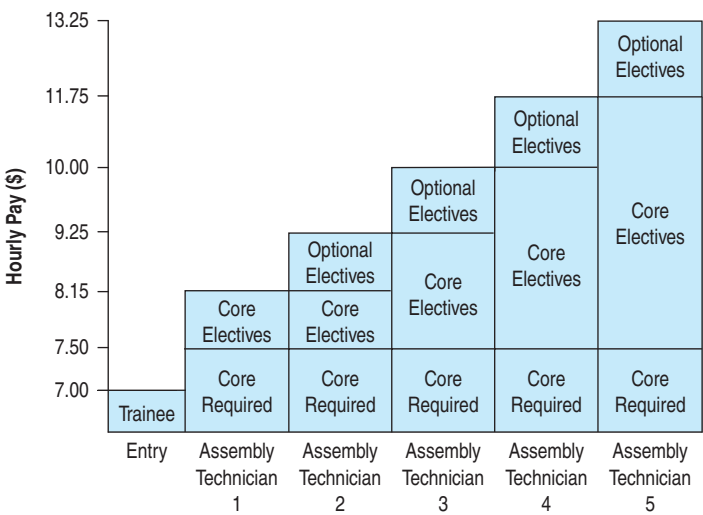 Hourly Pay ($)
13.25
11.75
10.00
9.25
8.15
7.50
7.00
Trainee
Core
Electives
Core
Required
Optional
Electives
Core
Electives
Core
Required
Optional
Electives
Core
Electives
Core
Required
Optional
Electives
Core
Electives
Core
Required
Optional
Electives
Core
Electives
Core
Required
Entry
Assembly
Technician
1
Assembly
Technician
2
Assembly
Technician
3
Assembly
Technician
4
Assembly
Technician
5